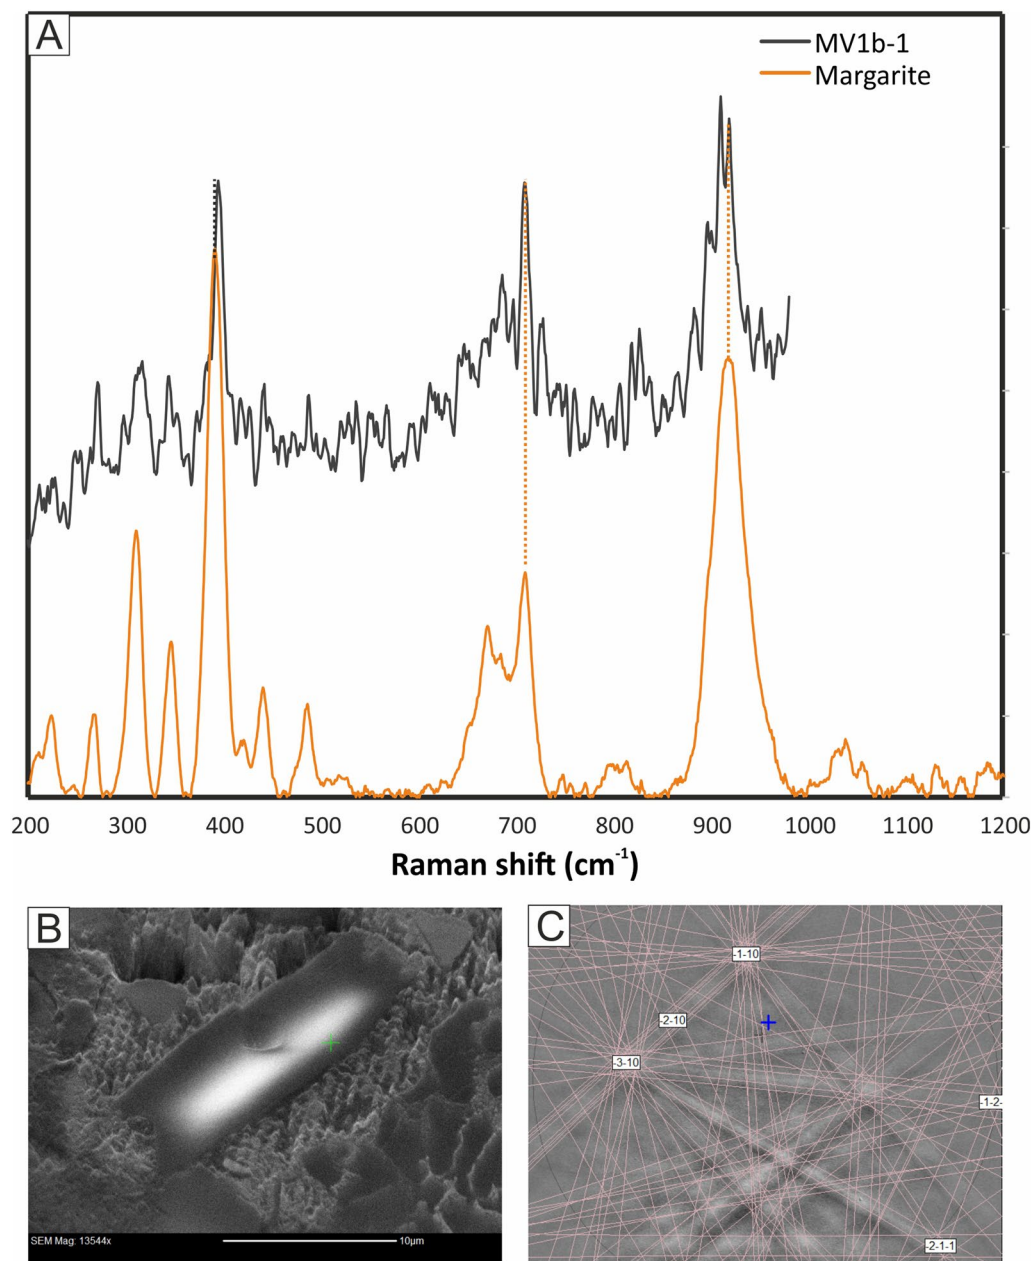 A
MV1b-1
Margarite
200 300 400 500 600 700 800 900 1000 1100 1200
Raman shift (cm⁻¹)
B
SEM Mag: 13544x 10µm
C
-1-10
-2-10
-3-10
-1-2-
-2-1-1